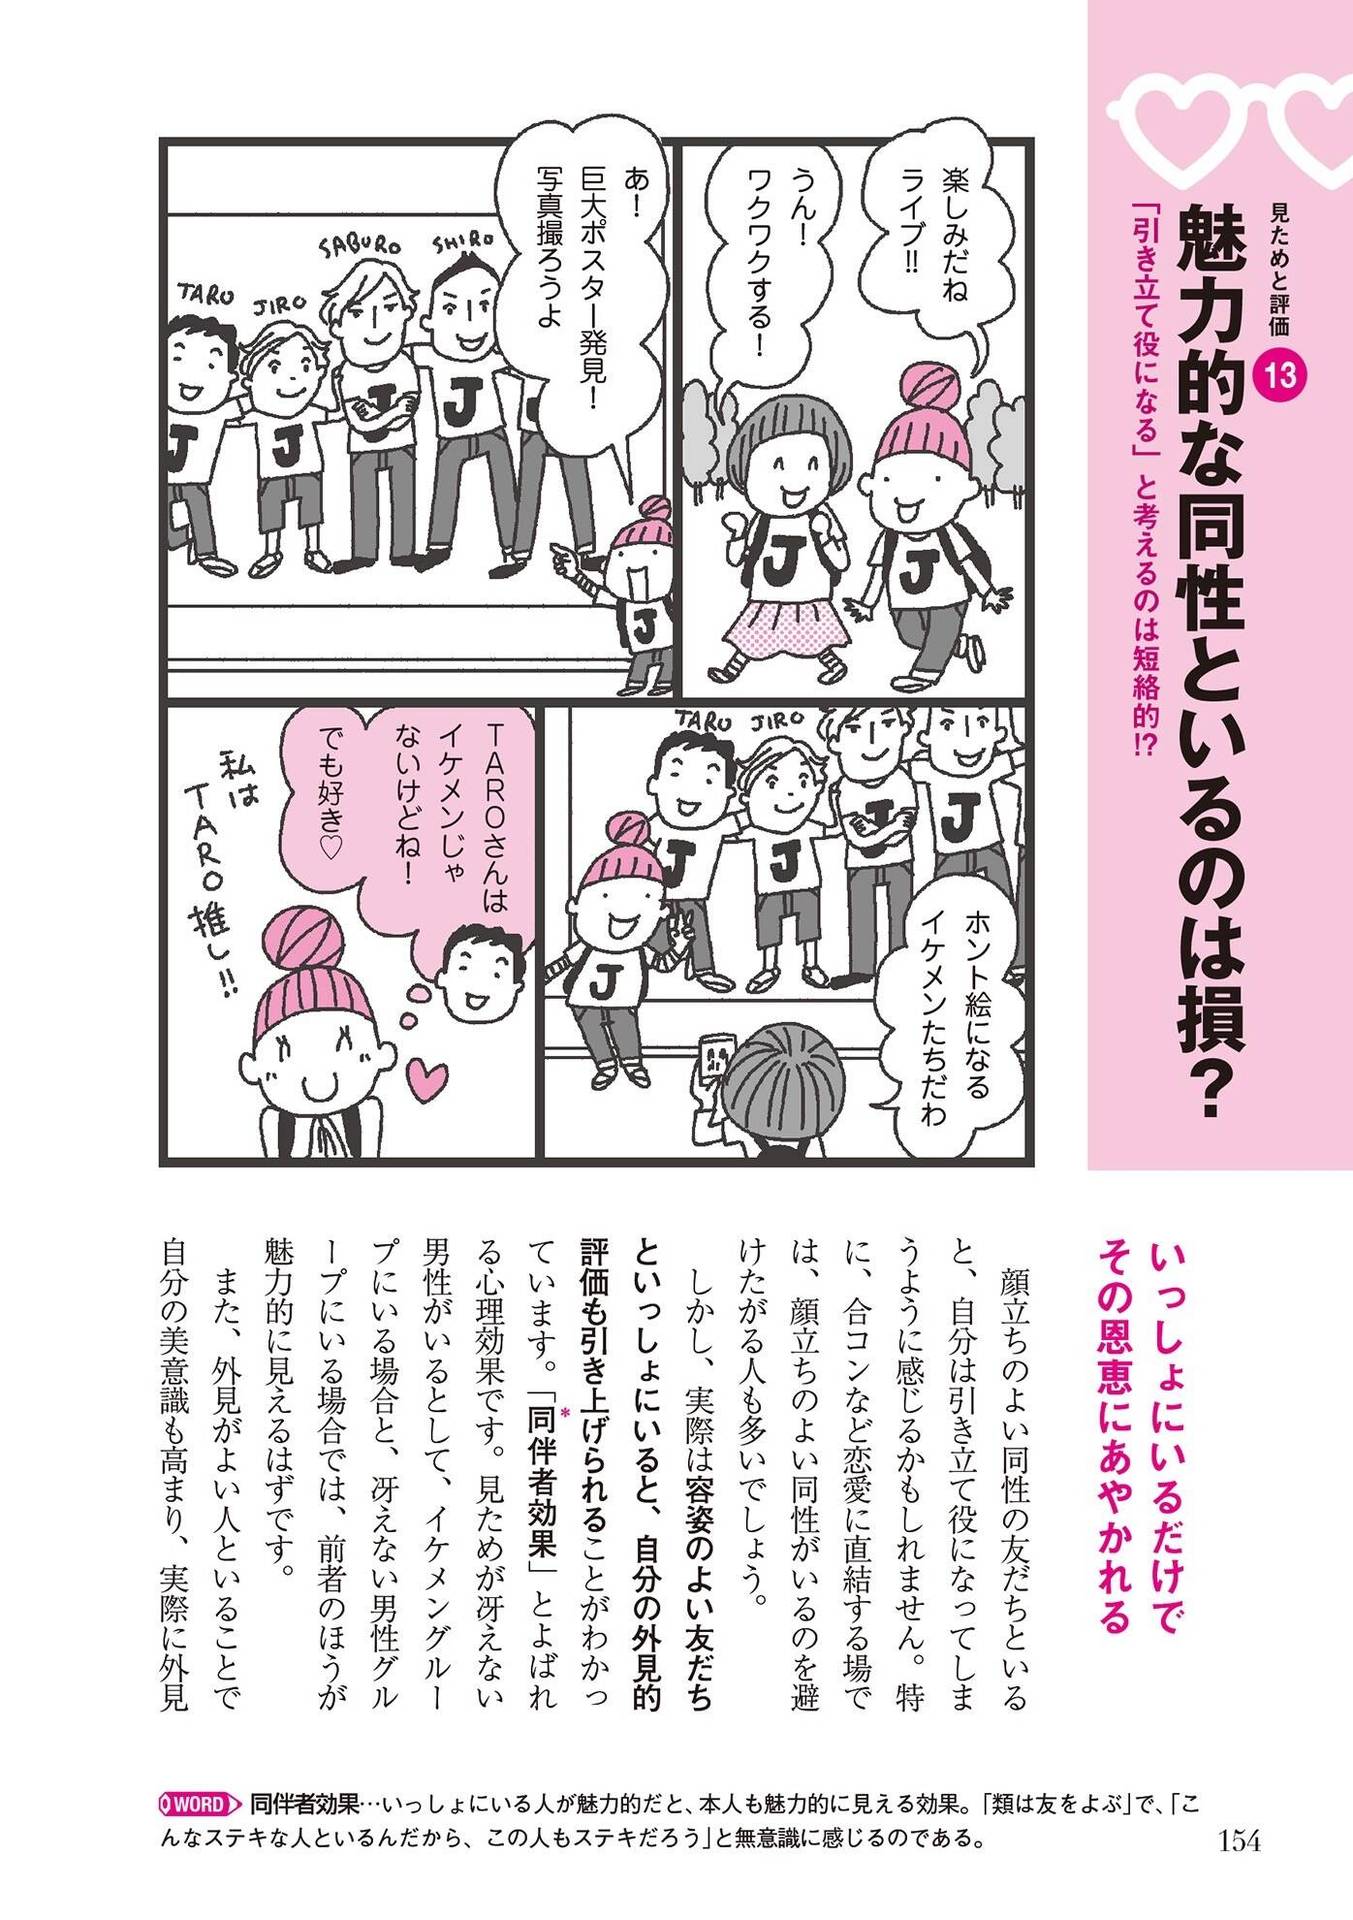 見ためと評価
13
魅力的な同性といるのは損?
「引き立て役になる」と考えるのは短絡的!?
楽しみだね
ライブ!!
うん!
ワクワクする!
J
J
あ!
巨大ポスター発見!
写真撮ろうよ
TARO
JIRO
SABURO
SHIRO
J
J
J
J
J
TARO
JIRO
J
J
J
J
J
ホント絵になる
イケメンたちだわ
TAROさんは
イケメンじゃ
ないけどね!
でも好き♡
私は
TARO推し!!
いっしょにいるだけで
その恩恵にあやかれる
顔立ちのよい同性の友だちといる
と、自分は引き立て役になってしま
うように感じるかもしれません。特
に、合コンなど恋愛に直結する場で
は、顔立ちのよい同性がいるのを避
けたがる人も多いでしょう。
しかし、実際は容姿のよい友だち
といっしょにいると、自分の外見的
評価も引き上げられることがわかっ
ています。「同伴者効果」とよばれ
*
る心理効果です。見ためが冴えない
男性がいるとして、イケメングルー
プにいる場合と、冴えない男性グル
ープにいる場合では、前者のほうが
魅力的に見えるはずです。
また、外見がよい人といることで
自分の美意識も高まり、実際に外見
WORD 同伴者効果…いっしょにいる人が魅力的だと、本人も魅力的に見える効果。「類は友をよぶ」で、「こ
んなステキな人といるんだから、この人もステキだろう」と無意識に感じるのである。
154